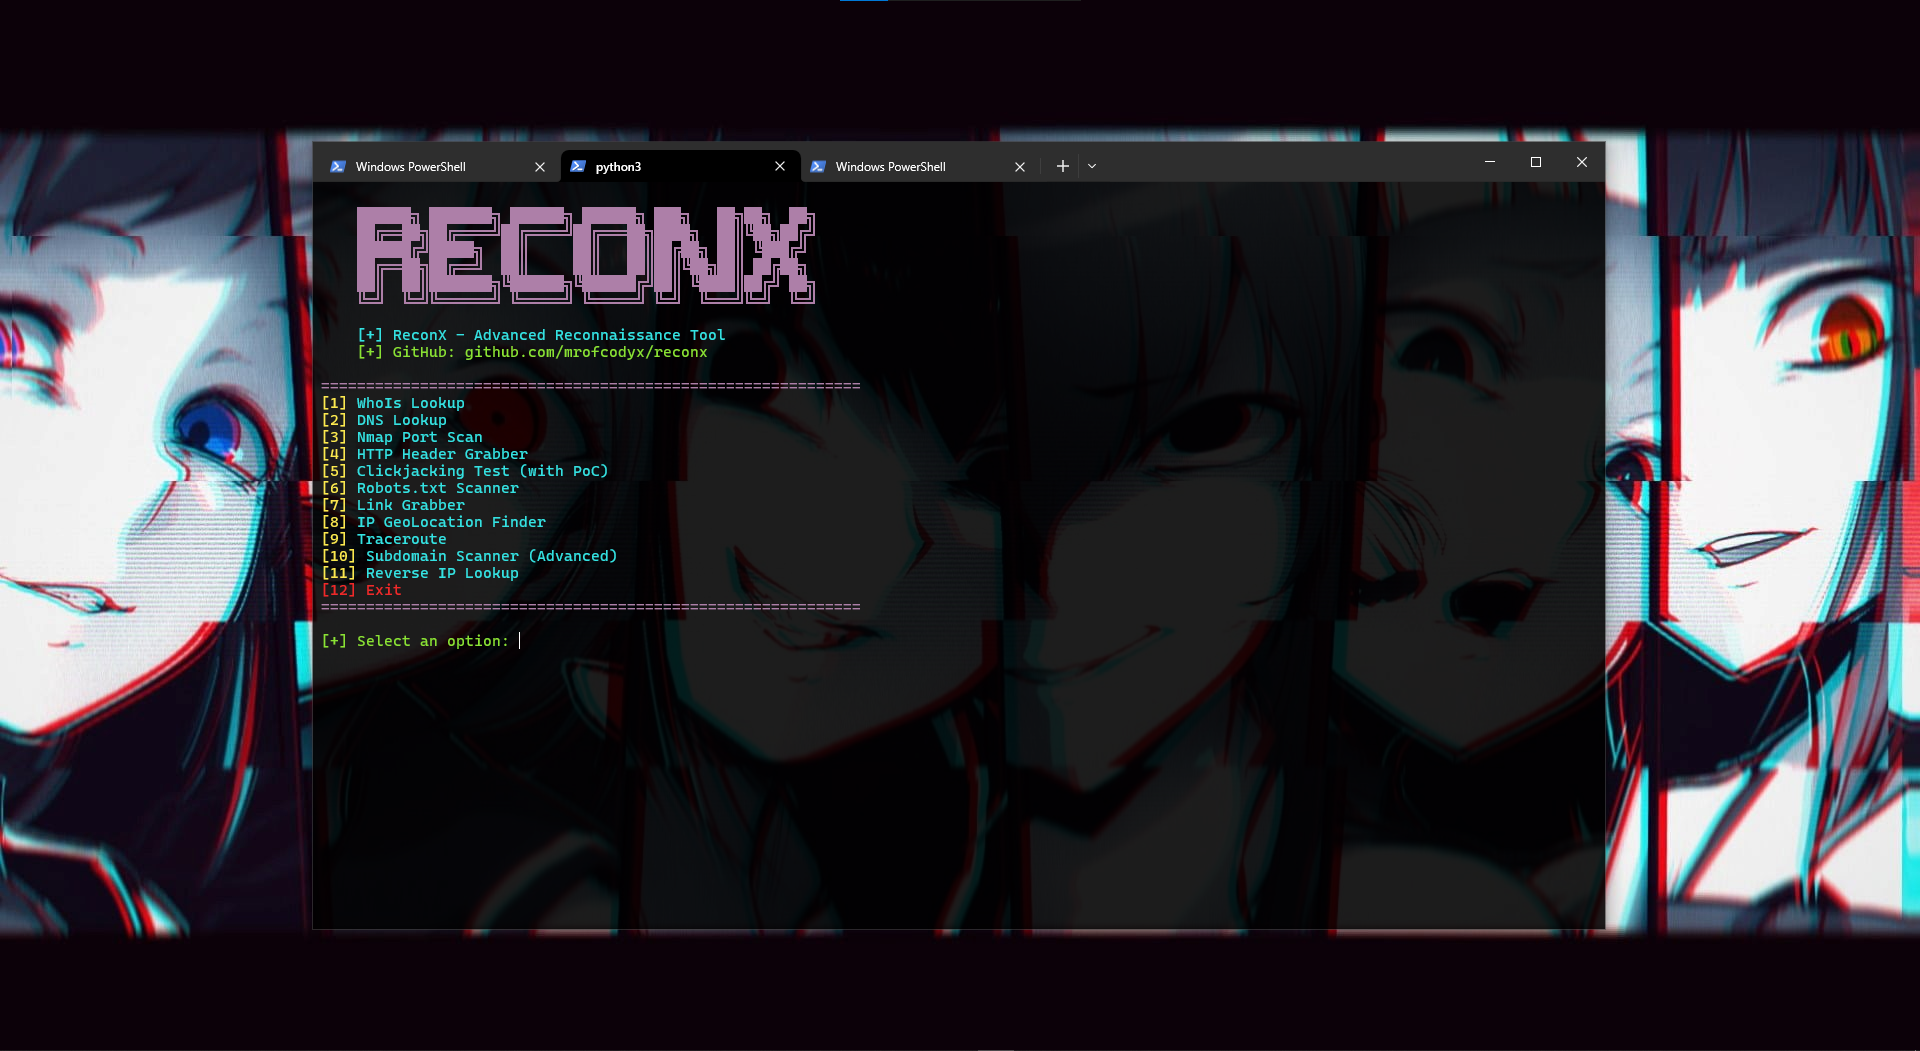 Windows PowerShell
python3
Windows PowerShell
RECONX
[+] ReconX - Advanced Reconnaissance Tool
[+] GitHub: github.com/mrofcodyx/reconx
============================================================
[1] WhoIs Lookup
[2] DNS Lookup
[3] Nmap Port Scan
[4] HTTP Header Grabber
[5] Clickjacking Test (with PoC)
[6] Robots.txt Scanner
[7] Link Grabber
[8] IP GeoLocation Finder
[9] Traceroute
[10] Subdomain Scanner (Advanced)
[11] Reverse IP Lookup
[12] Exit
============================================================
[+] Select an option: